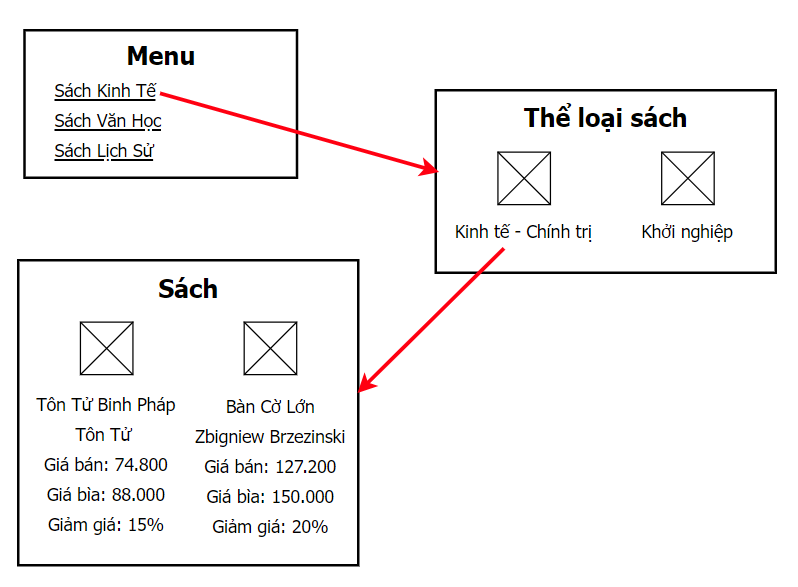 Menu
Sách Kinh Tế
Sách Văn Học
Sách Lịch Sử
Thể loại sách
Kinh tế - Chính trị
Khởi nghiệp
Sách
Tôn Tử Binh Pháp
Tôn Tử
Giá bán: 74.800
Giá bìa: 88.000
Giảm giá: 15%
Bàn Cờ Lớn
Zbigniew Brzezinski
Giá bán: 127.200
Giá bìa: 150.000
Giảm giá: 20%